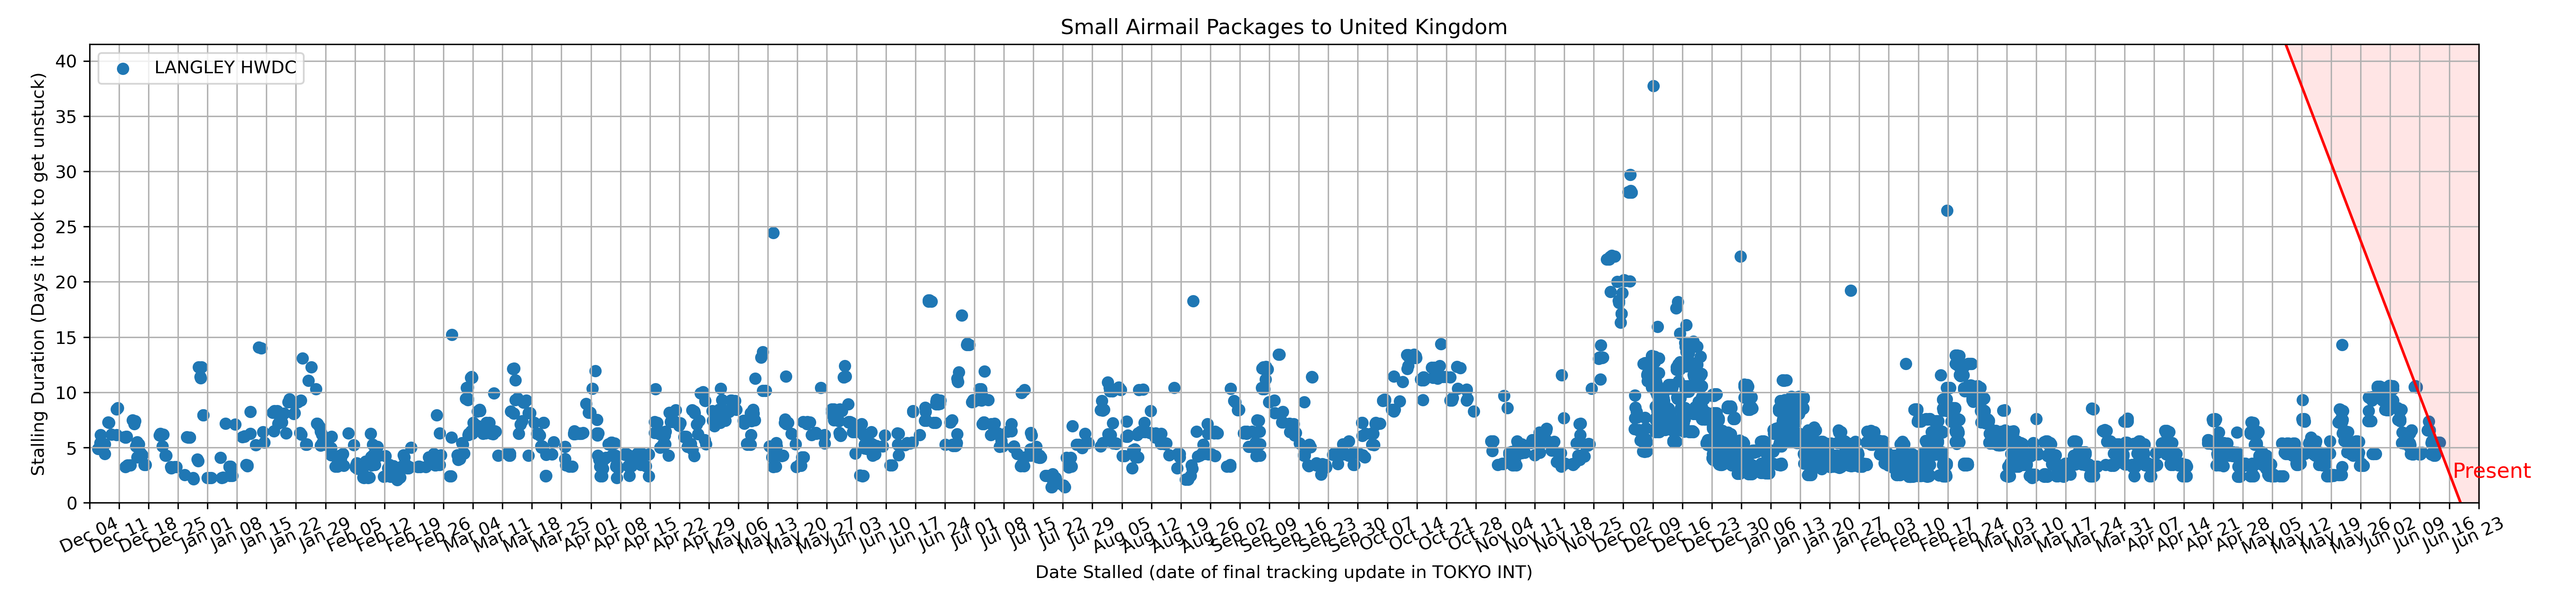 Small Airmail Packages to United Kingdom
LANGLEY HWDC
Stalling Duration (Days it took to get unstuck)
40
35
30
25
20
15
10
5
0
Present
Dec 04
Dec 11
Dec 18
Dec 25
Jan 01
Jan 08
Jan 15
Jan 22
Jan 29
Feb 05
Feb 12
Feb 19
Feb 26
Mar 04
Mar 11
Mar 18
Mar 25
Apr 01
Apr 08
Apr 15
Apr 22
Apr 29
May 06
May 13
May 20
May 27
Jun 03
Jun 10
Jun 17
Jun 24
Jul 01
Jul 08
Jul 15
Jul 22
Jul 29
Aug 05
Aug 12
Aug 19
Aug 26
Sep 02
Sep 09
Sep 16
Sep 23
Sep 30
Oct 07
Oct 14
Oct 21
Oct 28
Nov 04
Nov 11
Nov 18
Nov 25
Dec 02
Dec 09
Dec 16
Dec 23
Dec 30
Jan 06
Jan 13
Jan 20
Jan 27
Feb 03
Feb 10
Feb 17
Feb 24
Mar 03
Mar 10
Mar 17
Mar 24
Mar 31
Apr 07
Apr 14
Apr 21
Apr 28
May 05
May 12
May 19
May 26
Jun 02
Jun 09
Jun 16
Jun 23
Date Stalled (date of final tracking update in TOKYO INT)